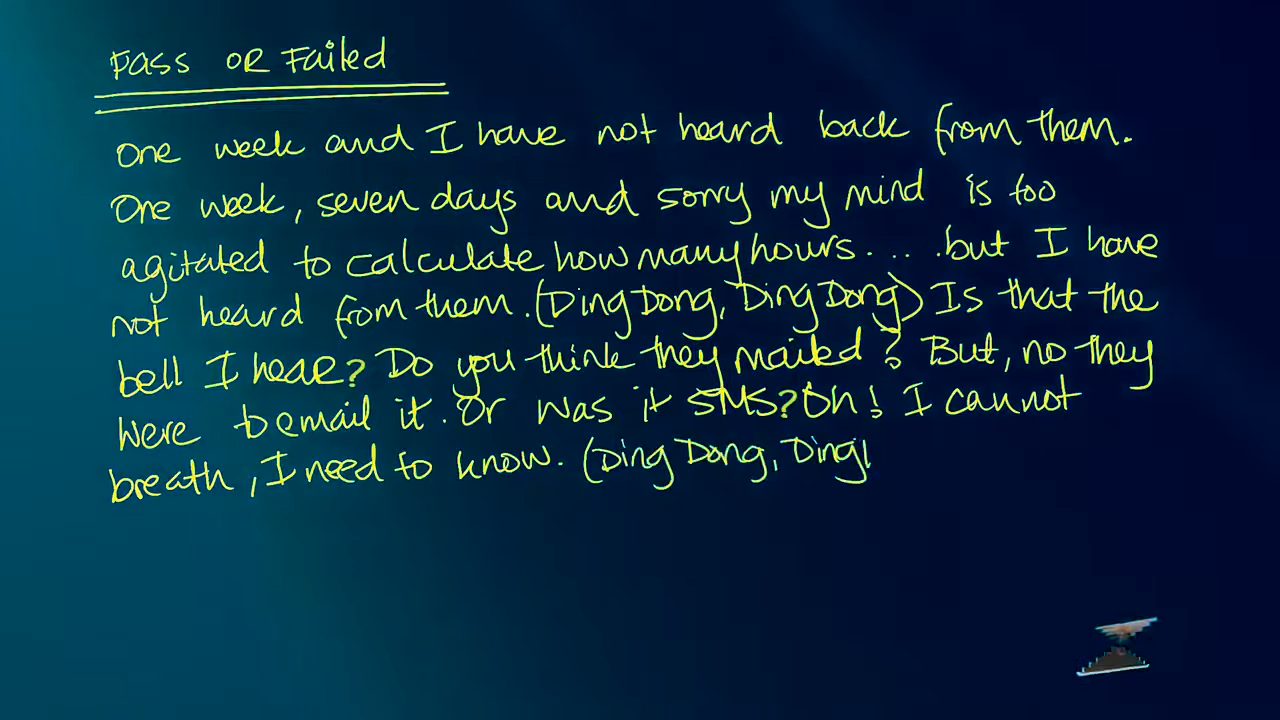 Pass or Failed
One week and I have not heard back from them.
One week, seven days and sorry my mind is too
agitated to calculate how many hours.... but I have
not heard from them. (Ding Dong, Ding Dong) Is that the
bell I hear? Do you think they mailed? But, no they
were to email it. Or was it SMS? Oh! I cannot
breath, I need to know. (Ding Dong, Ding